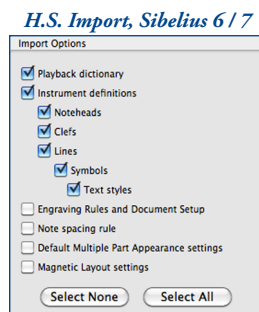 H.S. Import, Sibelius 6 / 7
Import Options
Playback dictionary
Instrument definitions
Noteheads
Clefs
Lines
Symbols
Text styles
Engraving Rules and Document Setup
Note spacing rule
Default Multiple Part Appearance settings
Magnetic Layout settings
Select None Select All